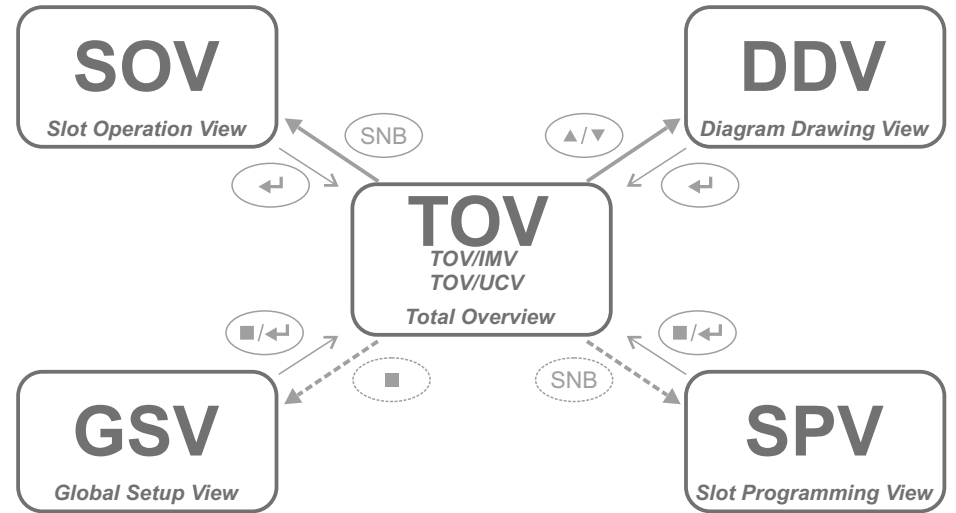 SOV
Slot Operation View
DDV
Diagram Drawing View
SNB
▲/▼
TOV
TOV/IMV
TOV/UCV
Total Overview
■/↵
■/↵
■
SNB
GSV
Global Setup View
SPV
Slot Programming View